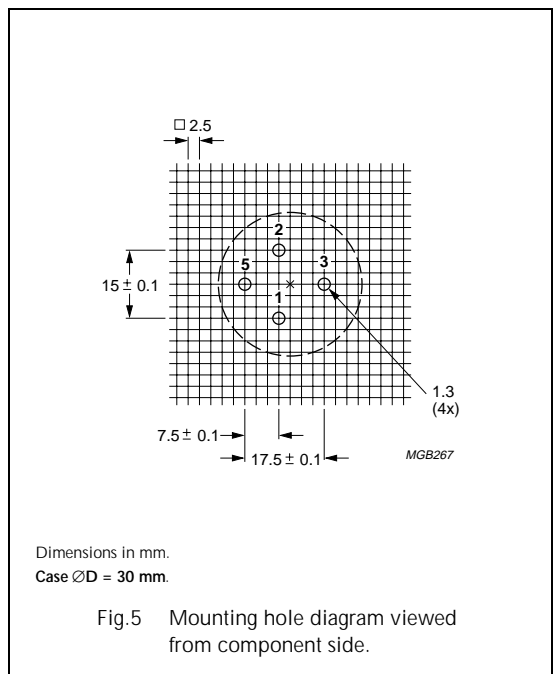 □ 2.5
2
5
3
15 ± 0.1
1
1.3
(4x)
7.5 ± 0.1
17.5 ± 0.1
MGB267
Dimensions in mm.
Case ∅D = 30 mm.
Fig.5 Mounting hole diagram viewed
from component side.